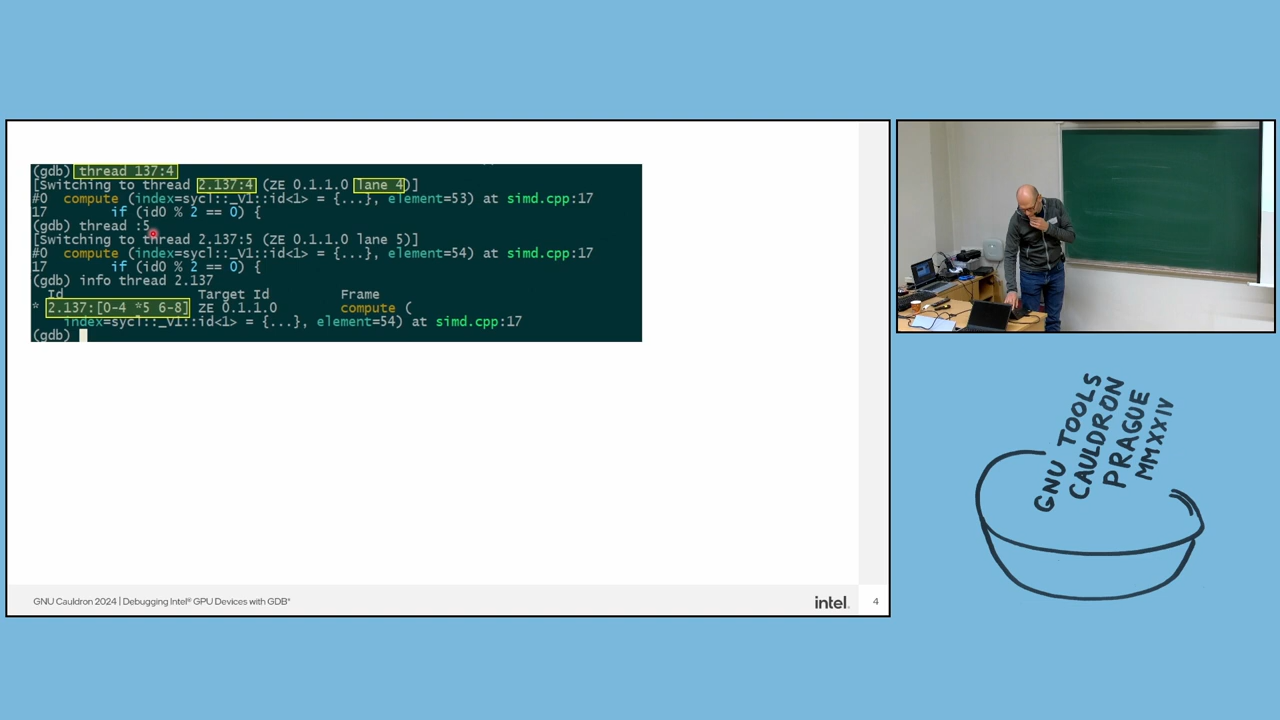 (gdb) thread 137:4
[Switching to thread 2.137:4 (ZE 0.1.1.0 lane 4)]
#0  compute (index=sycl::_V1::id<1> = {...}, element=53) at simd.cpp:17
17        if (id0 % 2 == 0) {
(gdb) thread :5
[Switching to thread 2.137:5 (ZE 0.1.1.0 lane 5)]
#0  compute (index=sycl::_V1::id<1> = {...}, element=54) at simd.cpp:17
17        if (id0 % 2 == 0) {
(gdb) info thread 2.137
Id Target Id Frame
* 2.137:[0-4 *5 6-8] ZE 0.1.1.0 compute (
index=sycl::_V1::id<1> = {...}, element=54) at simd.cpp:17
(gdb)
GNU Cauldron 2024 | Debugging Intel® GPU Devices with GDB*
intel.
4
GNU TOOLS
CAULDRON
PRAGUE
MMXXIV